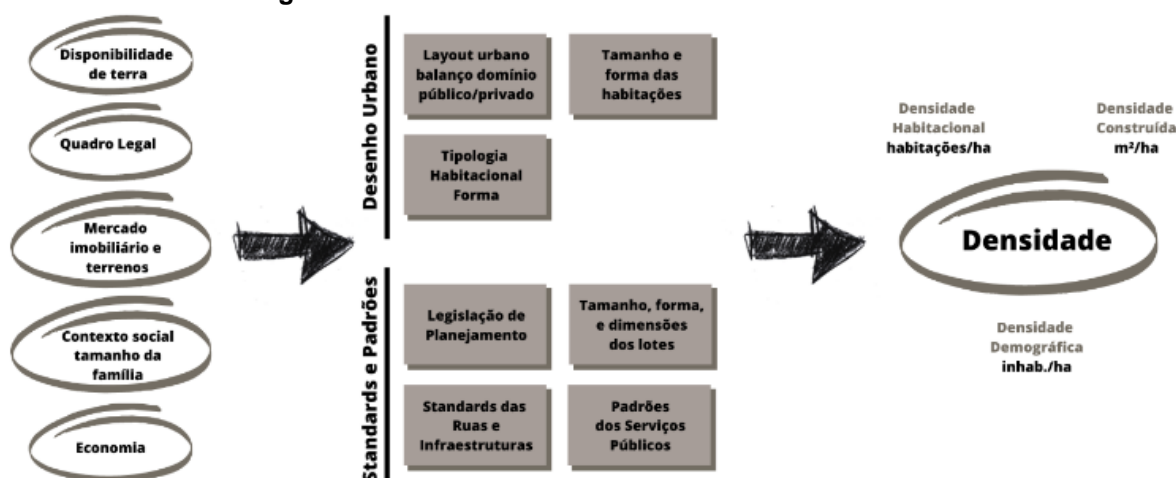 Disponibilidade
de terra
Quadro Legal
Mercado
imobiliário e
terrenos
Contexto social
tamanho da
família
Economia
Desenho Urbano
Layout urbano
balanço domínio
público/privado
Tamanho e
forma das
habitações
Tipologia
Habitacional
Forma
Standards e Padrões
Legislação de
Planejamento
Tamanho, forma,
e dimensões
dos lotes
Standards das
Ruas e
Infraestruturas
Padrões
dos Serviços
Públicos
Densidade
Habitacional
habitações/ha
Densidade
Construída
m²/ha
Densidade
Densidade
Demográfica
inhab./ha